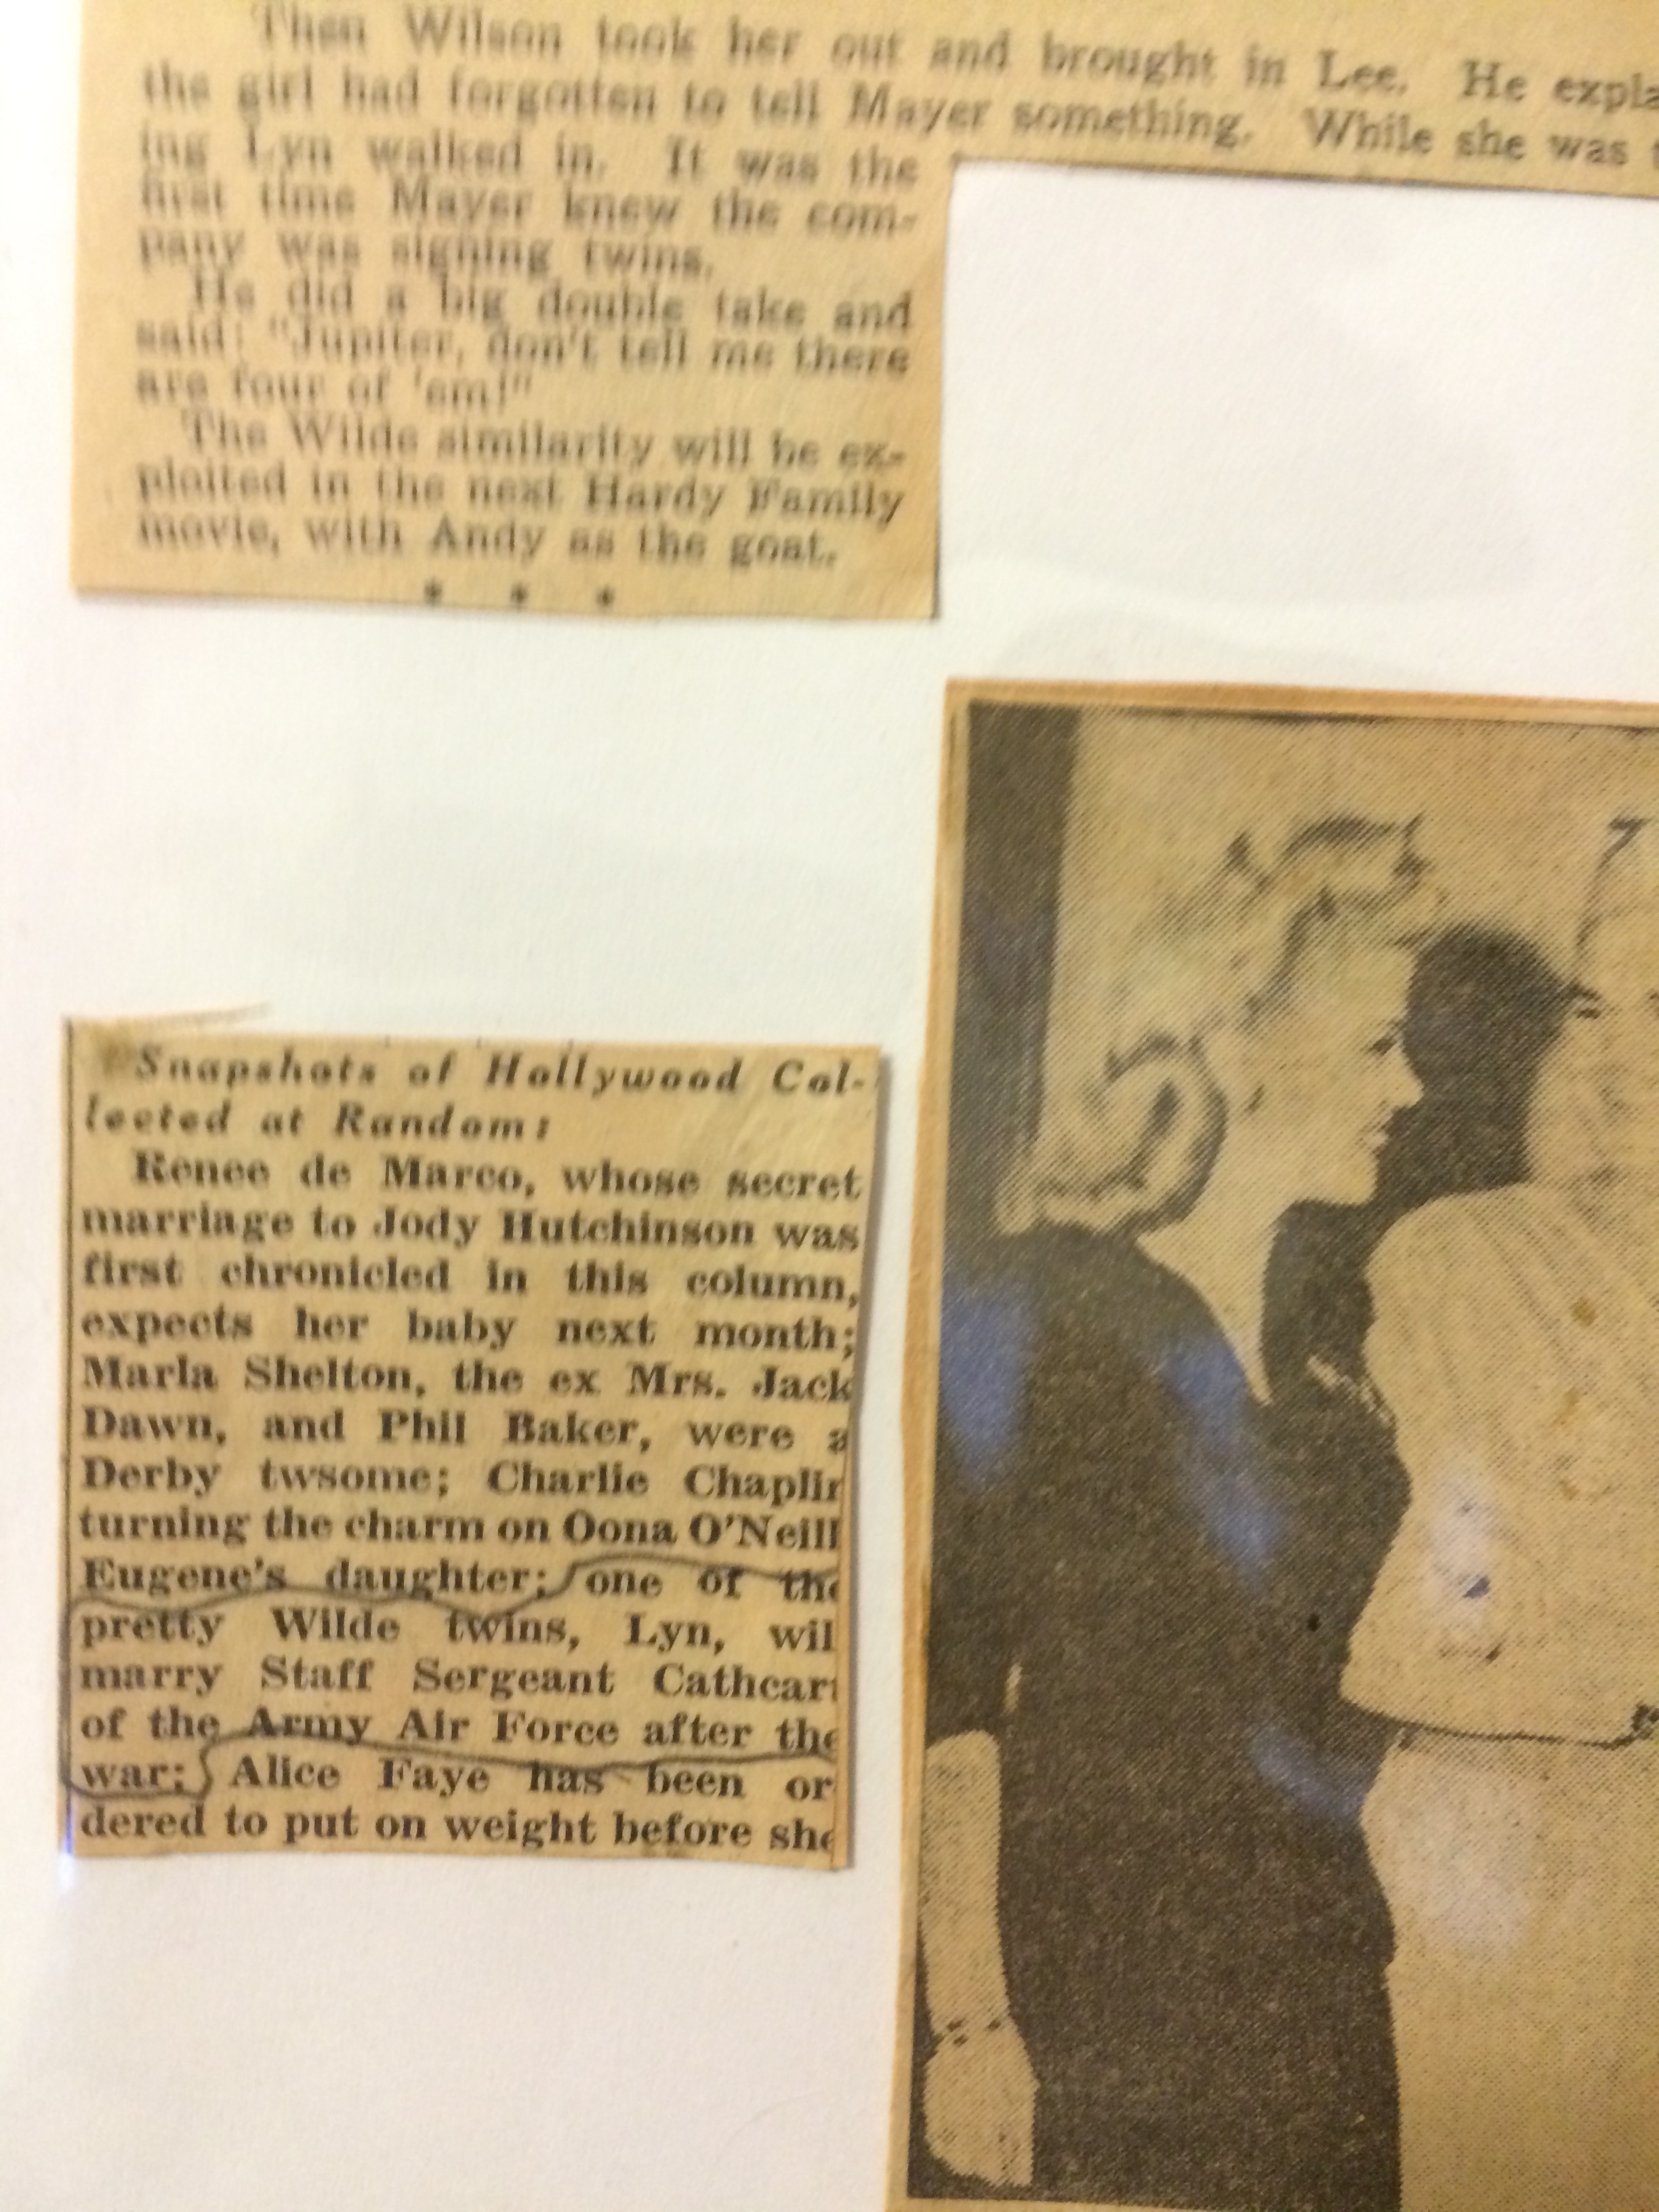 Then Wilson took her out and brought in Lee. He expla
the girl had forgotten to tell Mayer something. While she was t
ing Lyn walked in. It was the
first time Mayer knew the com-
pany was signing twins.
He did a big double take and
said: "Jupiter, don't tell me there
are four of 'em!"
The Wilde similarity will be ex-
ploited in the next Hardy Family
movie, with Andy as the goat.
* * *
Snapshots of Hollywood Col-
lected at Random:
Renee de Marco, whose secret
marriage to Jody Hutchinson was
first chronicled in this column,
expects her baby next month;
Marla Shelton, the ex Mrs. Jack
Dawn, and Phil Baker, were a
Derby twsome; Charlie Chaplin
turning the charm on Oona O'Neill
Eugene's daughter; one of the
pretty Wilde twins, Lyn, wil
marry Staff Sergeant Cathcart
of the Army Air Force after the
war; Alice Faye has been or
dered to put on weight before she